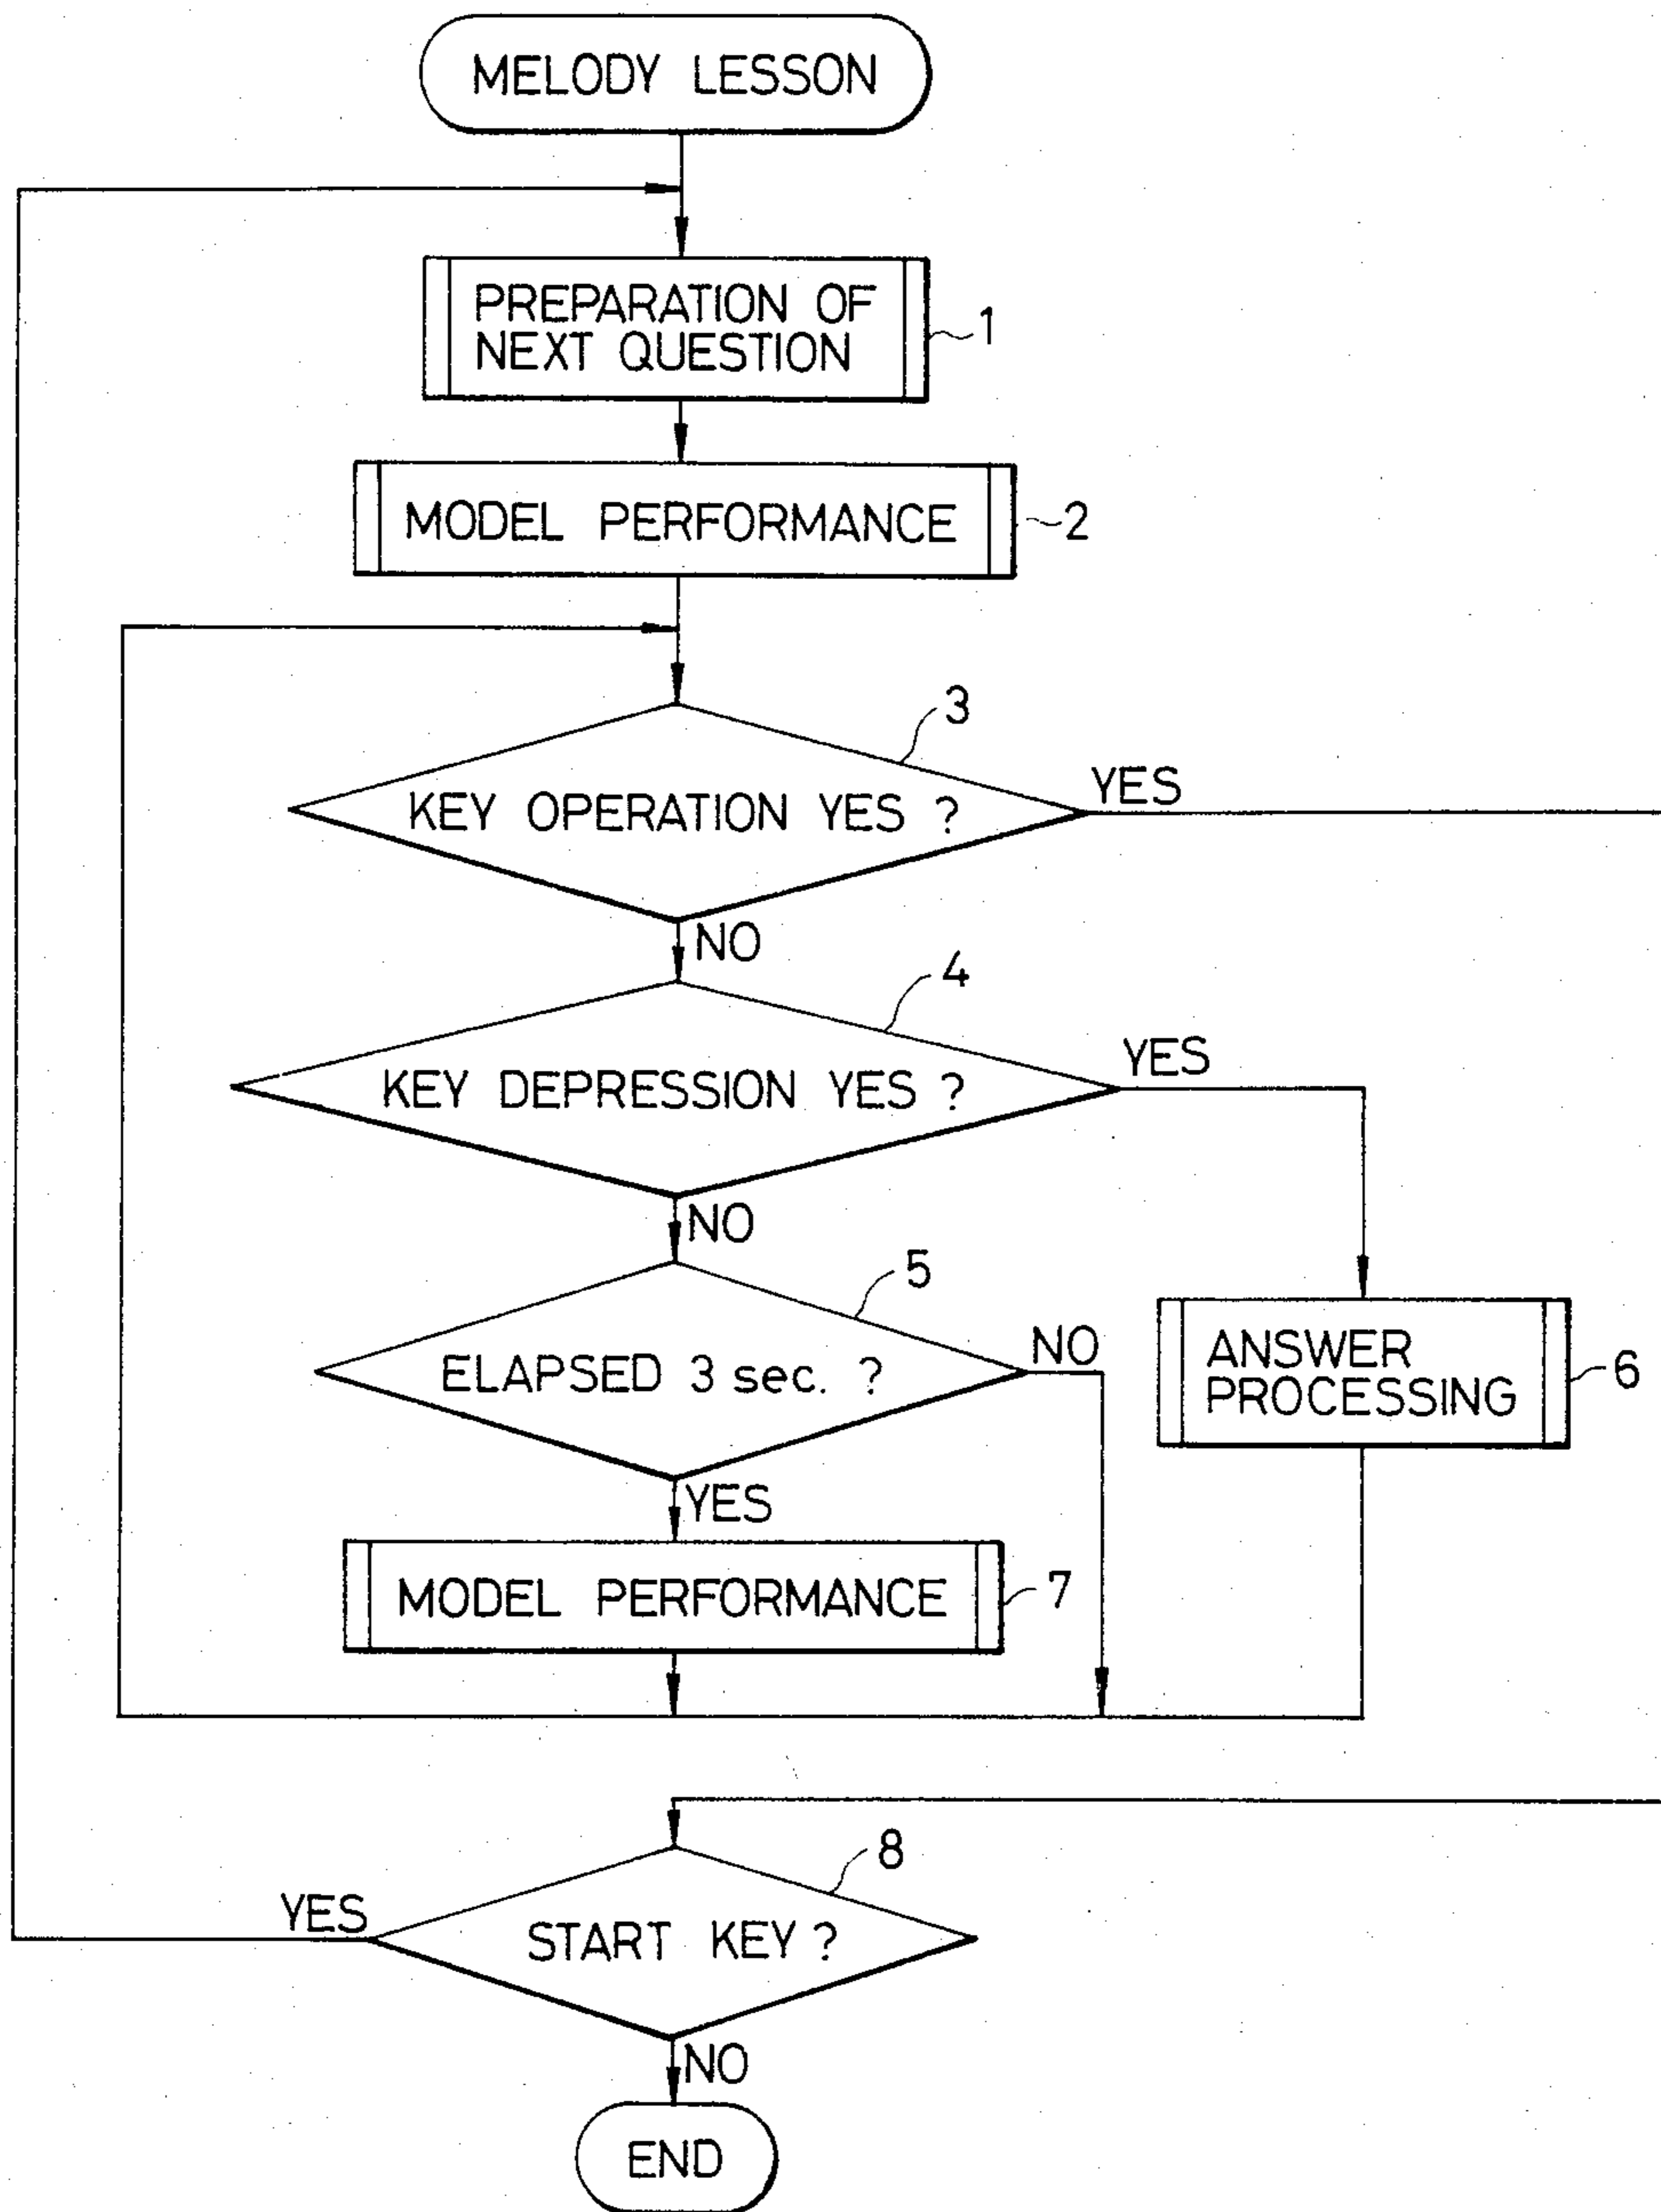 MELODY LESSON
PREPARATION OF
NEXT QUESTION
1
MODEL PERFORMANCE
2
3
KEY OPERATION YES ?
YES
NO
4
KEY DEPRESSION YES ?
YES
NO
5
ELAPSED 3 sec. ?
NO
ANSWER
PROCESSING
6
YES
MODEL PERFORMANCE
7
8
YES
START KEY ?
NO
END